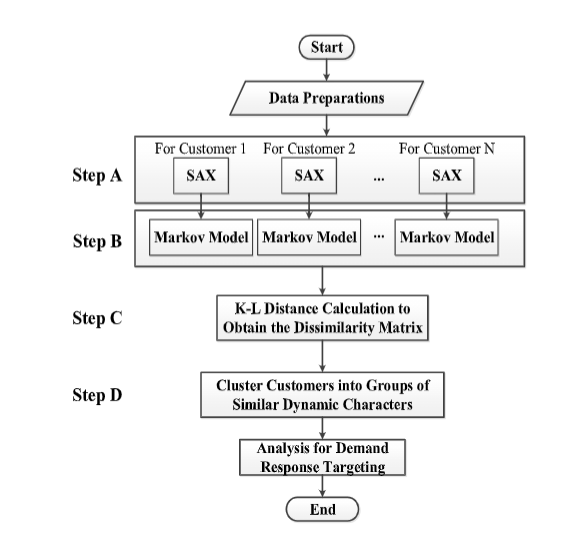 Start
Data Preparations
For Customer 1 For Customer 2 For Customer N
Step A SAX SAX ... SAX
Step B Markov Model Markov Model ... Markov Model
Step C
K-L Distance Calculation to
Obtain the Dissimilarity Matrix
Step D
Cluster Customers into Groups of
Similar Dynamic Characters
Analysis for Demand
Response Targeting
End